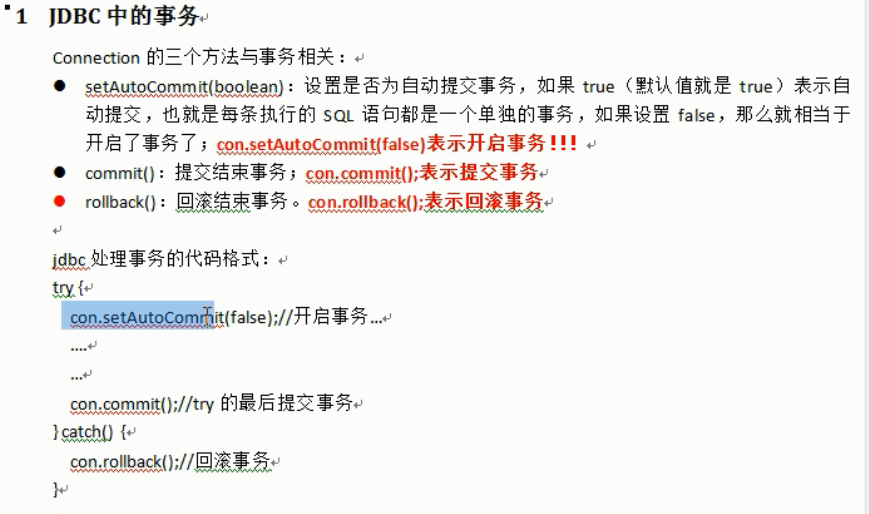 1 JDBC 中的事务
Connection 的三个方法与事务相关：
● setAutoCommit(boolean)：设置是否为自动提交事务，如果 true（默认值就是 true）表示自
动提交，也就是每条执行的 SQL 语句都是一个单独的事务，如果设置 false，那么就相当于
开启了事务了；con.setAutoCommit(false)表示开启事务！！！
● commit()：提交结束事务；con.commit();表示提交事务
● rollback()：回滚结束事务。con.rollback();表示回滚事务
jdbc 处理事务的代码格式：
try {
con.setAutoCommit(false);//开启事务…
....
...
con.commit();//try 的最后提交事务
} catch() {
con.rollback();//回滚事务
}